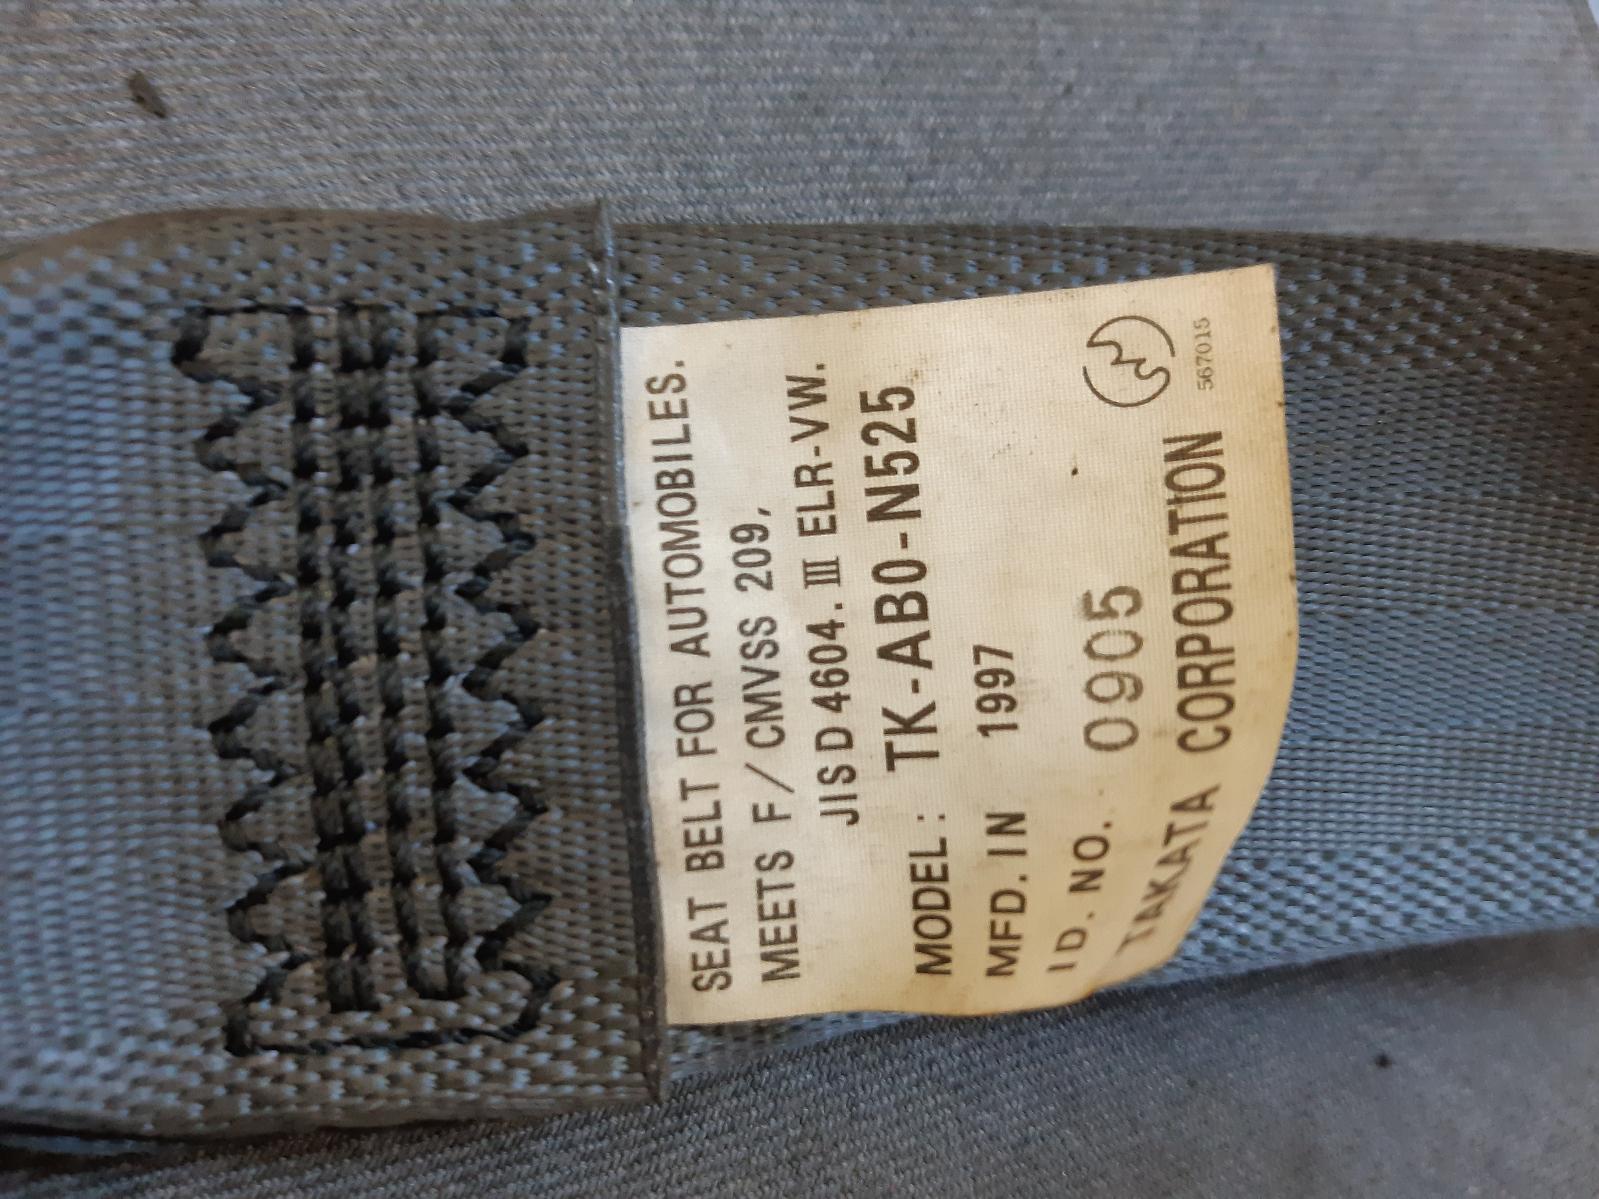 SEAT BELT FOR AUTOMOBILES.
MEETS F/CMVSS 209,
JIS D 4604. III ELR-VW.
MODEL: TK-AB0-N525
MFD. IN 1997
ID. NO. 0905
TAKATA CORPORATION
567015